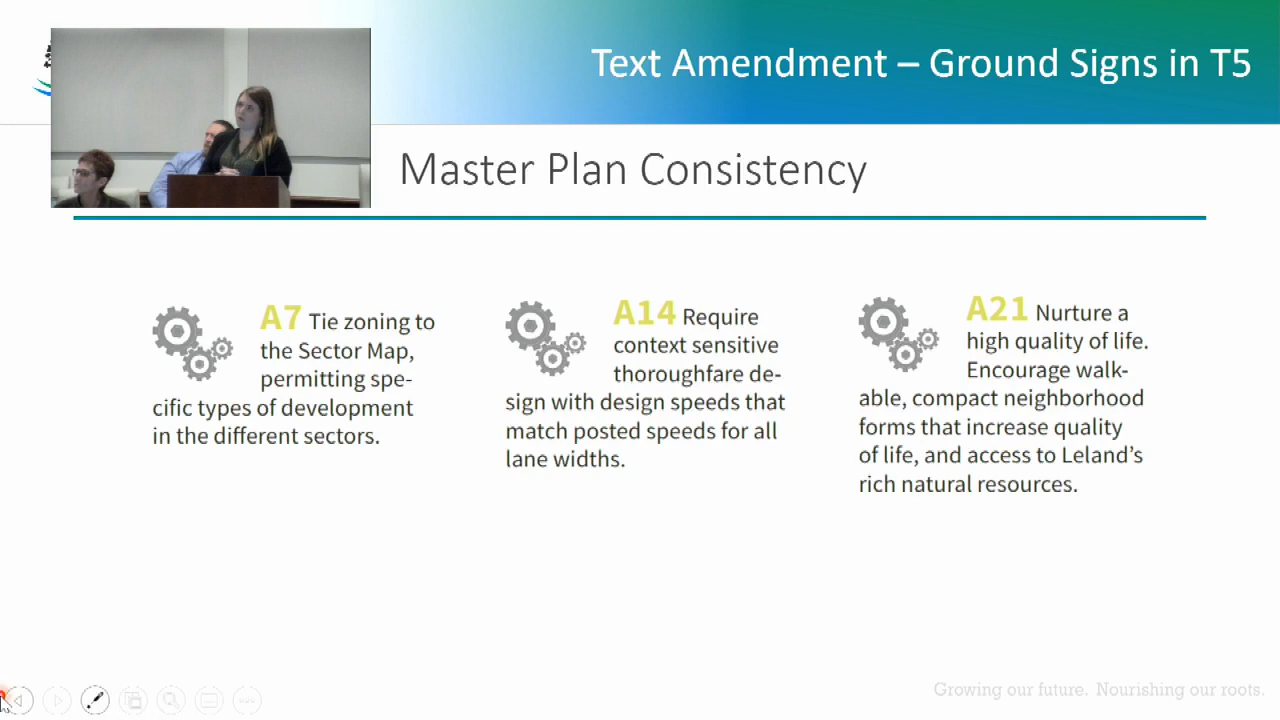 Text Amendment – Ground Signs in T5
Master Plan Consistency
A7 Tie zoning to
the Sector Map,
permitting spe-
cific types of development
in the different sectors.
A14 Require
context sensitive
thoroughfare de-
sign with design speeds that
match posted speeds for all
lane widths.
A21 Nurture a
high quality of life.
Encourage walk-
able, compact neighborhood
forms that increase quality
of life, and access to Leland’s
rich natural resources.
Growing our future. Nourishing our roots.